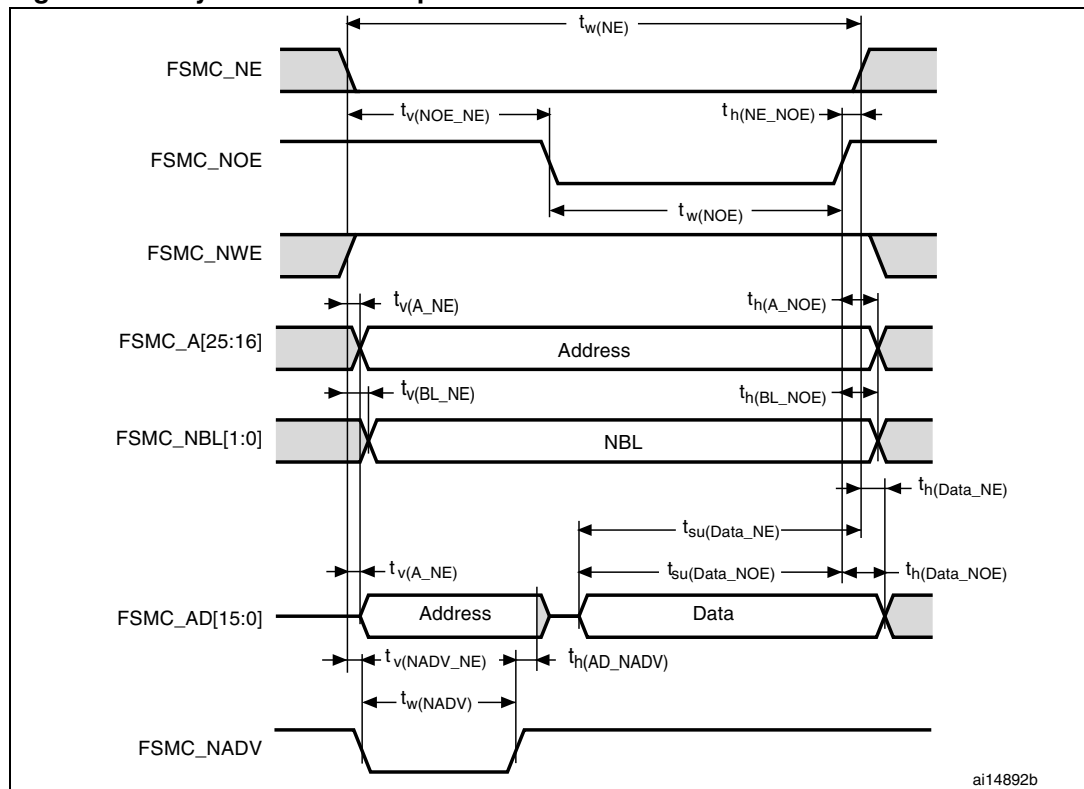 tw(NE)
FSMC_NE
tv(NOE_NE)
th(NE_NOE)
FSMC_NOE
tw(NOE)
FSMC_NWE
tv(A_NE)
th(A_NOE)
FSMC_A[25:16]
Address
tv(BL_NE)
th(BL_NOE)
FSMC_NBL[1:0]
NBL
th(Data_NE)
tsu(Data_NE)
tv(A_NE)
tsu(Data_NOE)
th(Data_NOE)
FSMC_AD[15:0]
Address
Data
tv(NADV_NE)
th(AD_NADV)
tw(NADV)
FSMC_NADV
ai14892b